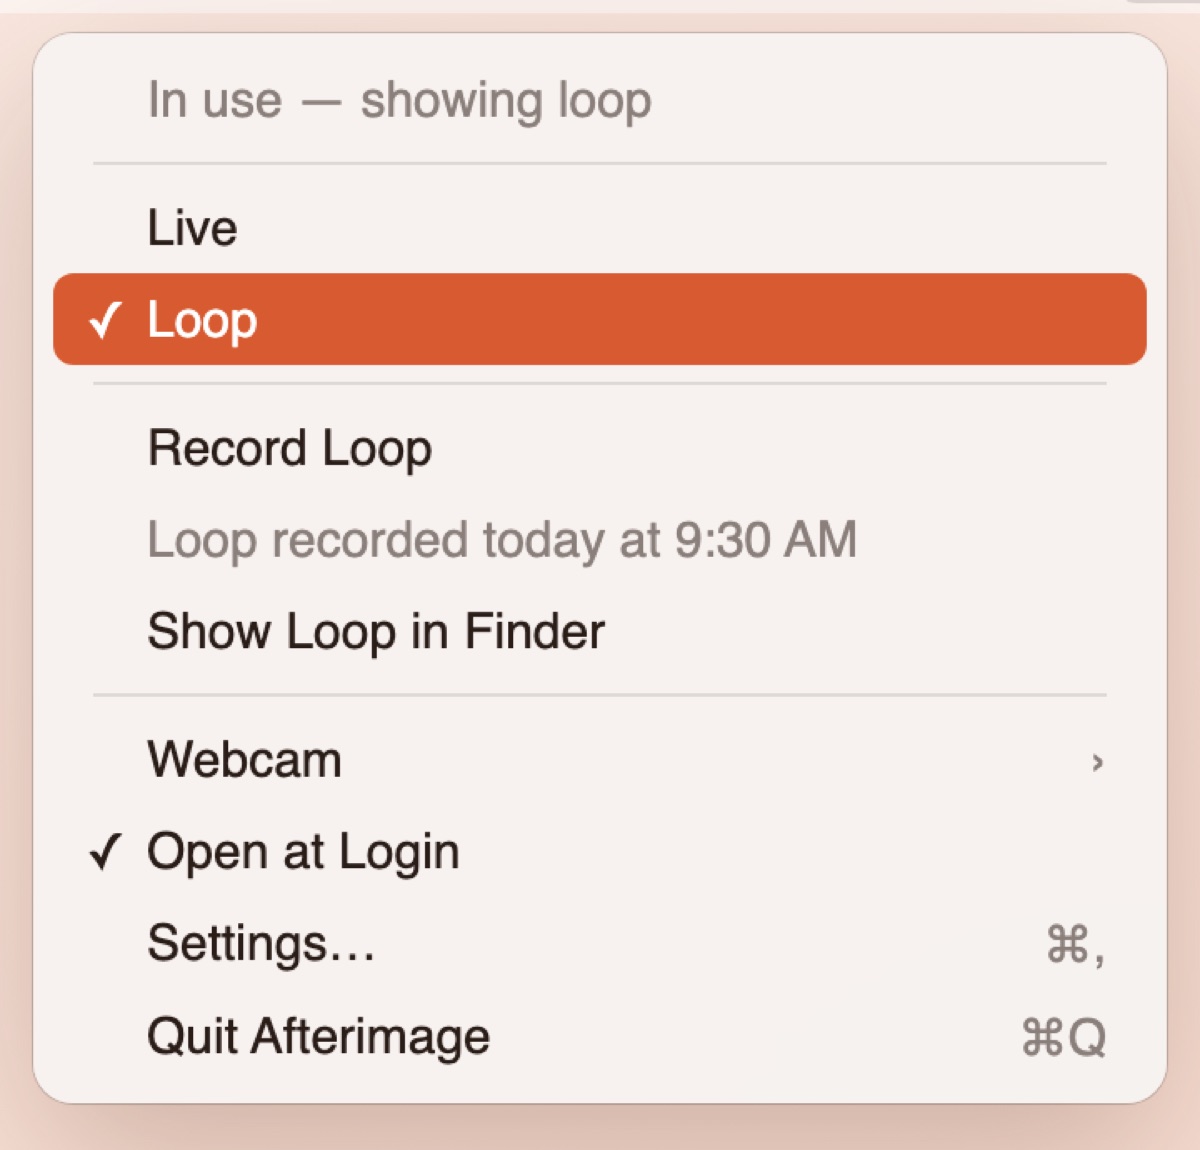 In use — showing loop
Live
✓ Loop
Record Loop
Loop recorded today at 9:30 AM
Show Loop in Finder
Webcam ›
✓ Open at Login
Settings… ⌘,
Quit Afterimage ⌘Q